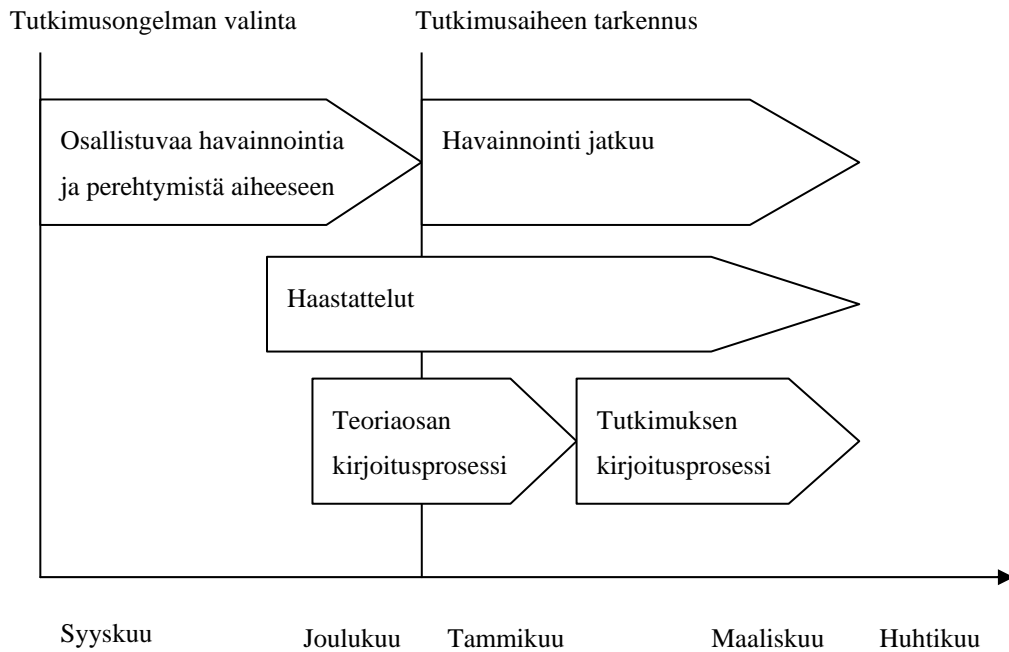 Tutkimusongelman valinta
Tutkimusaiheen tarkennus
Osallistuvaa havainnointia
ja perehtymistä aiheeseen
Havainnointi jatkuu
Haastattelut
Teoriaosan
kirjoitusprosessi
Tutkimuksen
kirjoitusprosessi
Syyskuu
Joulukuu
Tammikuu
Maaliskuu
Huhtikuu